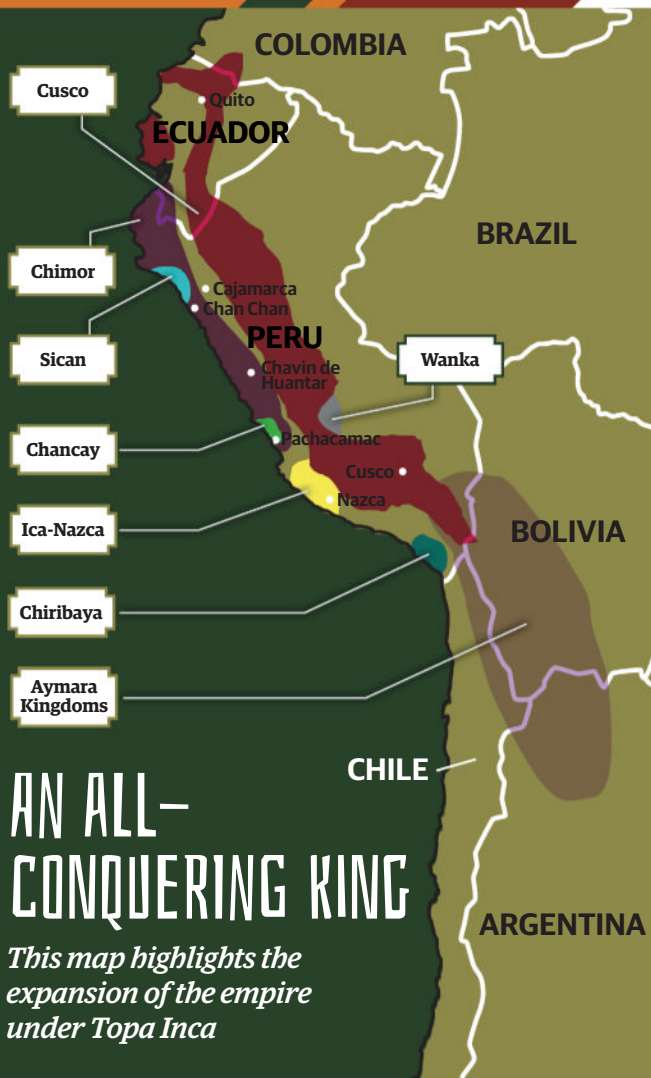 COLOMBIA
Cusco
Quito
ECUADOR
BRAZIL
Chimor
Cajamarca
Chan Chan
PERU
Sican
Wanka
Chavin de
Huantar
Chancay
Pachacamac
Cusco
Nazca
Ica-Nazca
BOLIVIA
Chiribaya
Aymara
Kingdoms
CHILE
AN ALL–
CONQUERING KING
ARGENTINA
This map highlights the
expansion of the empire
under Topa Inca